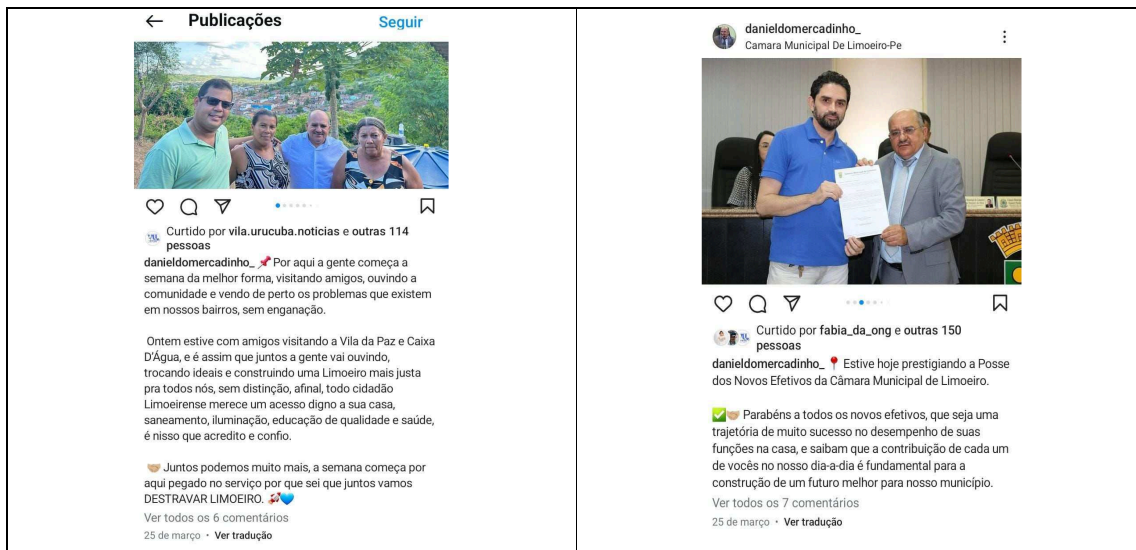 Publicações
Seguir
Curtido por vila.urucuba.noticias e outras 114
pessoas
danieldomercadinho_ 📌 Por aqui a gente começa a
semana da melhor forma, visitando amigos, ouvindo a
comunidade e vendo de perto os problemas que existem
em nossos bairros, sem enganação.
Ontem estive com amigos visitando a Vila da Paz e Caixa
D'Água, e é assim que juntos a gente vai ouvindo,
trocando ideais e construindo uma Limoeiro mais justa
pra todos nós, sem distinção, afinal, todo cidadão
Limoeirense merece um acesso digno a sua casa,
saneamento, iluminação, educação de qualidade e saúde,
é nisso que acredito e confio.
🤝🏼 Juntos podemos muito mais, a semana começa por
aqui pegado no serviço por que sei que juntos vamos
DESTRAVAR LIMOEIRO. 🚀💙
Ver todos os 6 comentários
25 de março • Ver tradução
danieldomercadinho_
Camara Municipal De Limoeiro-Pe
Curtido por fabia_da_ong e outras 150
pessoas
danieldomercadinho_ 📍 Estive hoje prestigiando a Posse
dos Novos Efetivos da Câmara Municipal de Limoeiro.
✅🤝🏼 Parabéns a todos os novos efetivos, que seja uma
trajetória de muito sucesso no desempenho de suas
funções na casa, e saibam que a contribuição de cada um
de vocês no nosso dia-a-dia é fundamental para a
construção de um futuro melhor para nosso município.
Ver todos os 7 comentários
25 de março • Ver tradução